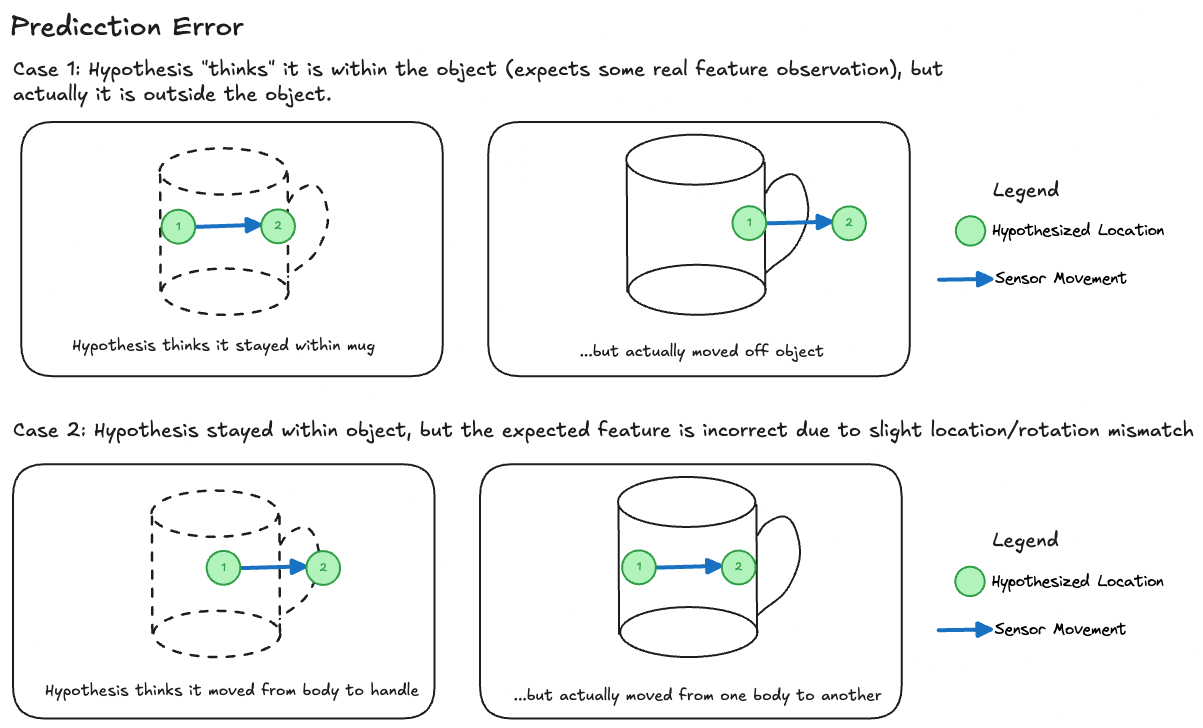 Predicction Error
Case 1: Hypothesis "thinks" it is within the object (expects some real feature observation), but
actually it is outside the object.
1
2
Hypothesis thinks it stayed within mug
1
2
...but actually moved off object
Legend
Hypothesized Location
Sensor Movement
Case 2: Hypothesis stayed within object, but the expected feature is incorrect due to slight location/rotation mismatch
1
2
Hypothesis thinks it moved from body to handle
1
2
...but actually moved from one body to another
Legend
Hypothesized Location
Sensor Movement